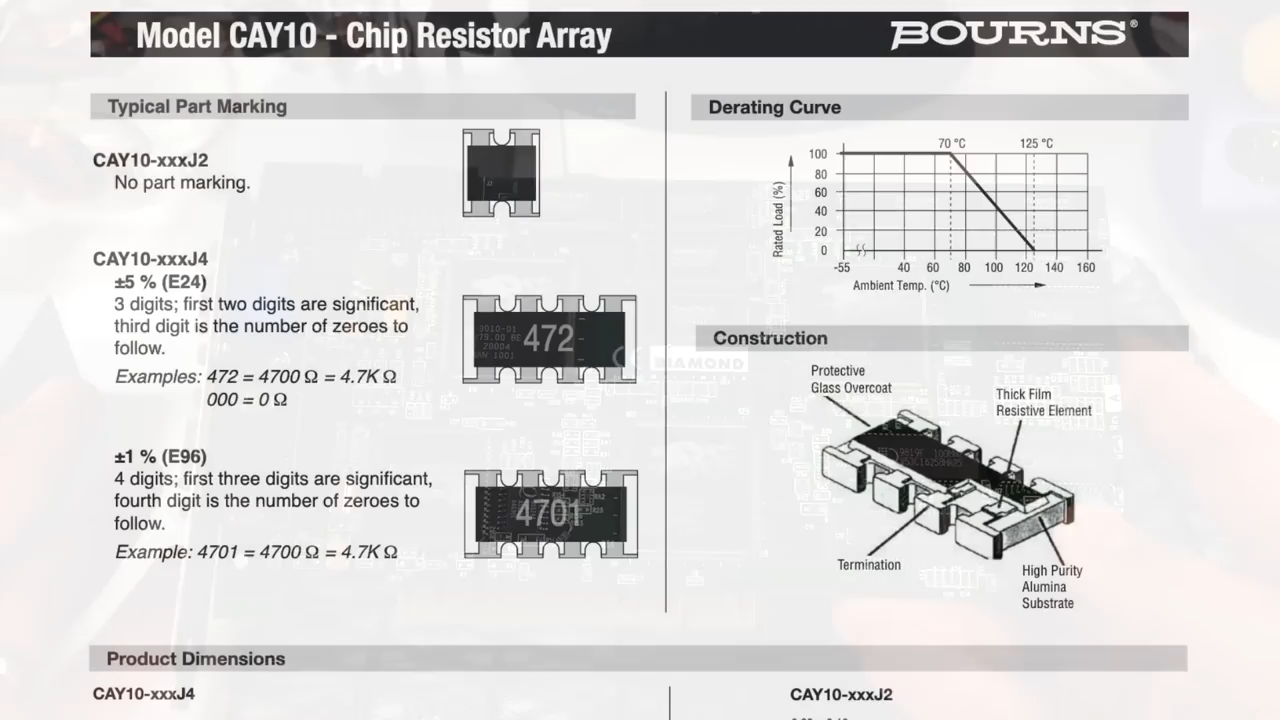 Model CAY10 - Chip Resistor Array
BOURNS®
Typical Part Marking
CAY10-xxxJ2
No part marking.
CAY10-xxxJ4
±5 % (E24)
3 digits; first two digits are significant,
third digit is the number of zeroes to
follow.
Examples: 472 = 4700 Ω = 4.7K Ω
000 = 0 Ω
472
±1 % (E96)
4 digits; first three digits are significant,
fourth digit is the number of zeroes to
follow.
Example: 4701 = 4700 Ω = 4.7K Ω
4701
Derating Curve
70 °C 125 °C
Rated Load (%)
100
80
60
40
20
0
-55 40 60 80 100 120 140 160
Ambient Temp. (°C)
DIAMOND
Construction
Protective
Glass Overcoat
Thick Film
Resistive Element
Termination
High Purity
Alumina
Substrate
Product Dimensions
CAY10-xxxJ4
CAY10-xxxJ2